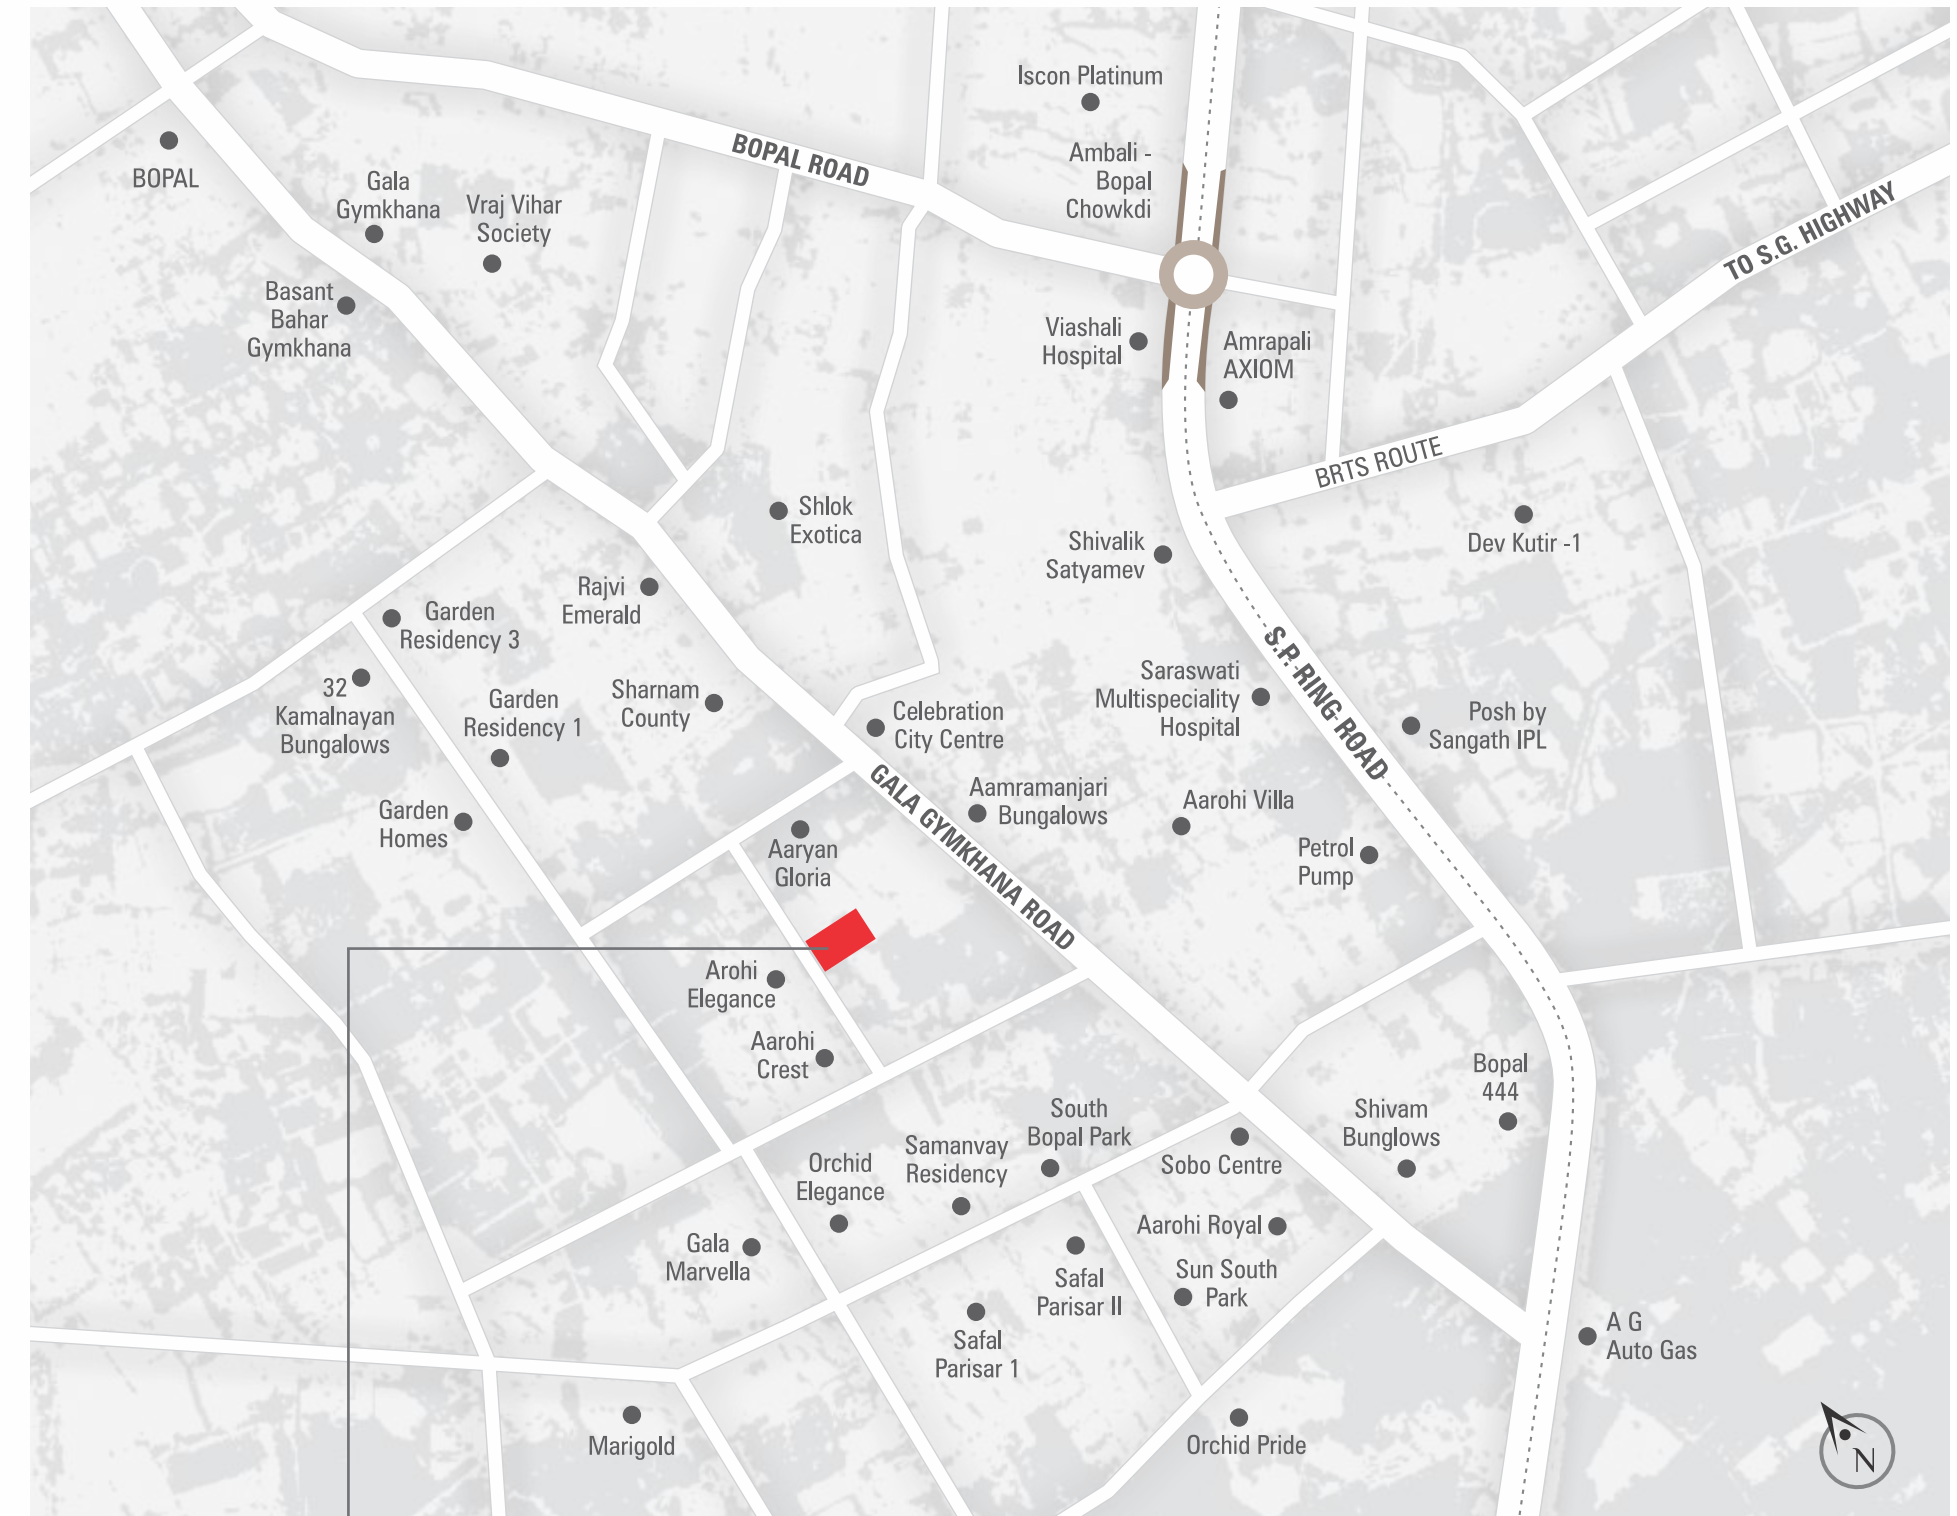 Iscon Platinum
Ambali -
Bopal
Chowkdi
BOPAL ROAD
BOPAL
Gala
Gymkhana
Vraj Vihar
Society
TO S.G. HIGHWAY
Basant
Bahar
Gymkhana
Viashali
Hospital
Amrapali
AXIOM
BRTS ROUTE
Shlok
Exotica
Dev Kutir -1
Shivalik
Satyamev
Rajvi
Emerald
Garden
Residency 3
S.P. RING ROAD
32
Kamalnayan
Bungalows
Garden
Residency 1
Sharnam
County
Celebration
City Centre
Saraswati
Multispeciality
Hospital
Posh by
Sangath IPL
GALA GYMKHANA ROAD
Aamramanjari
Bungalows
Aarohi Villa
Garden
Homes
Aaryan
Gloria
Petrol
Pump
Arohi
Elegance
Aarohi
Crest
Bopal
444
South
Bopal Park
Shivam
Bunglows
Samanvay
Residency
Orchid
Elegance
Sobo Centre
Aarohi Royal
Gala
Marvella
Safal
Parisar II
Sun South
Park
Safal
Parisar 1
A G
Auto Gas
Marigold
Orchid Pride
N